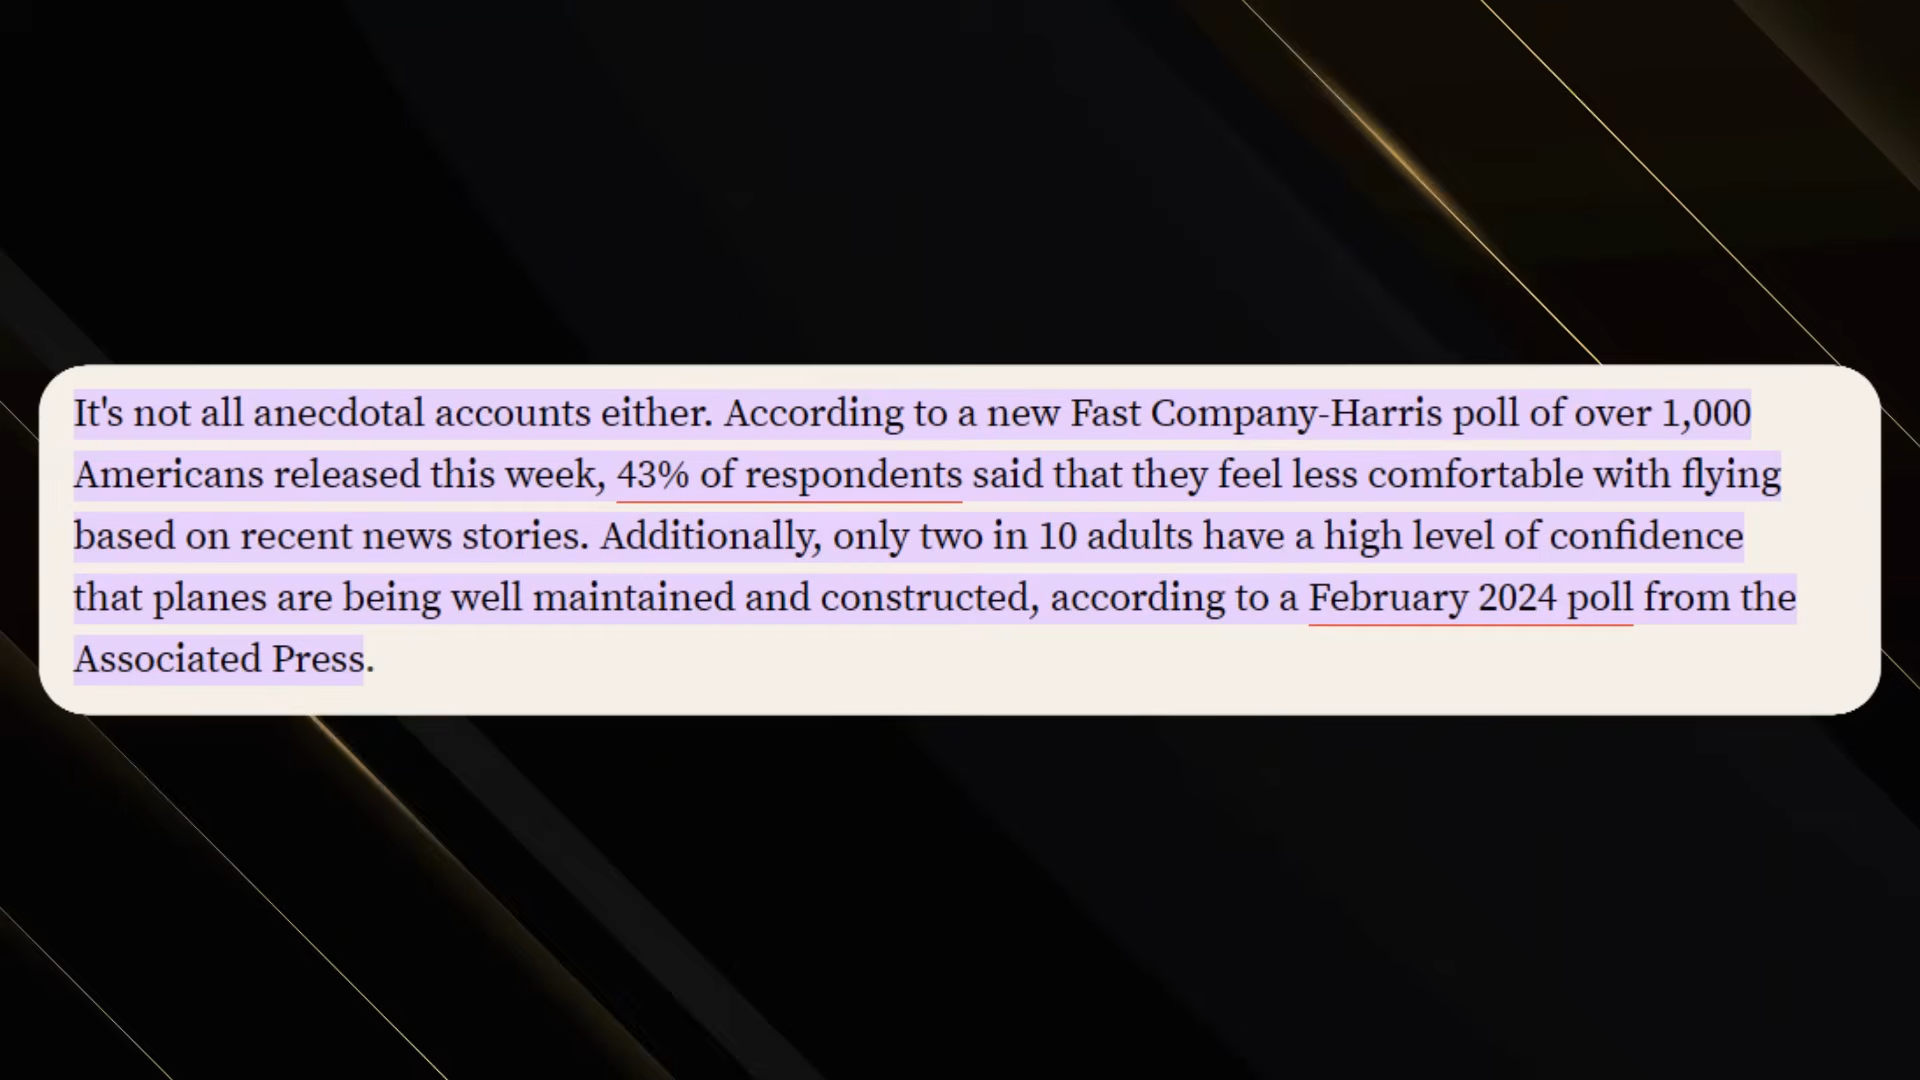 It's not all anecdotal accounts either. According to a new Fast Company-Harris poll of over 1,000
Americans released this week, 43% of respondents said that they feel less comfortable with flying
based on recent news stories. Additionally, only two in 10 adults have a high level of confidence
that planes are being well maintained and constructed, according to a February 2024 poll from the
Associated Press.